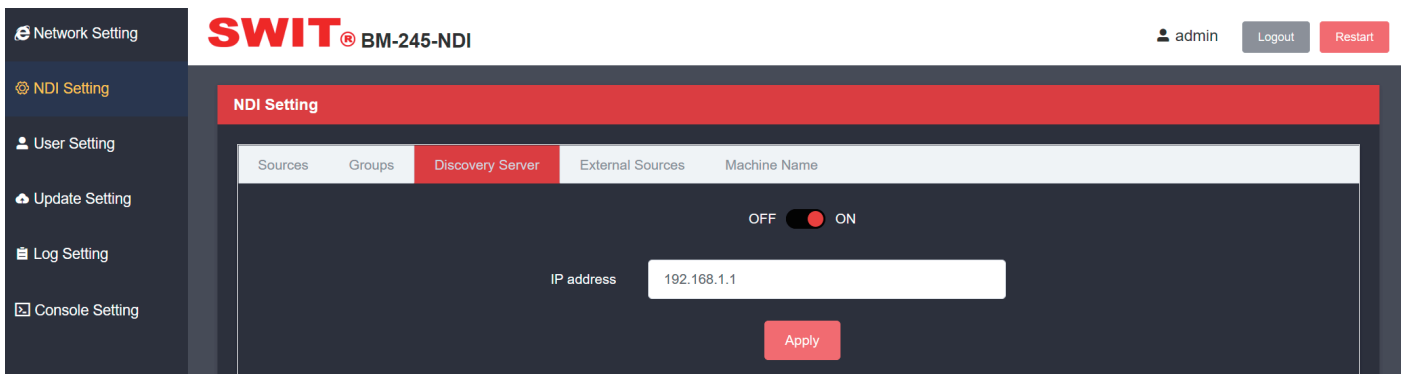 Network Setting
NDI Setting
User Setting
Update Setting
Log Setting
Console Setting
SWIT® BM-245-NDI
admin
Logout
Restart
NDI Setting
Sources Groups Discovery Server External Sources Machine Name
OFF ON
IP address 192.168.1.1
Apply